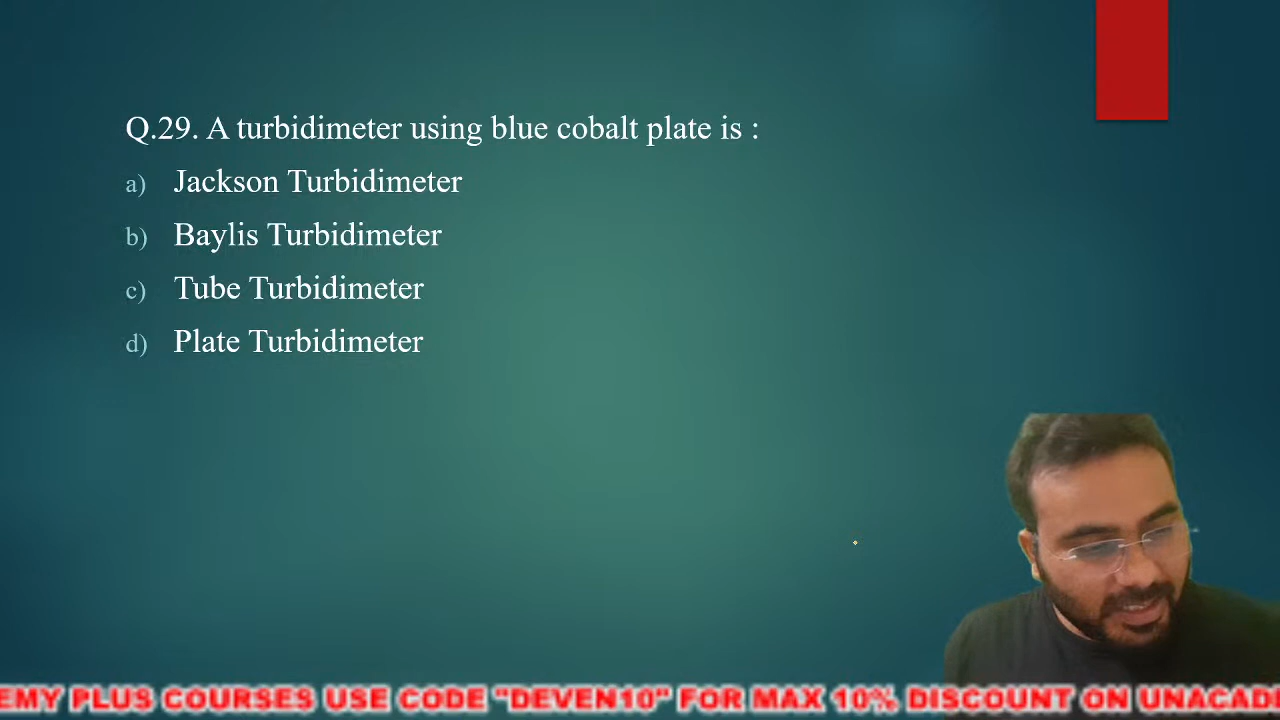 Q.29. A turbidimeter using blue cobalt plate is :
a) Jackson Turbidimeter
b) Baylis Turbidimeter
c) Tube Turbidimeter
d) Plate Turbidimeter
EMY PLUS COURSES USE CODE "DEVEN10" FOR MAX 10% DISCOUNT ON UNACAD